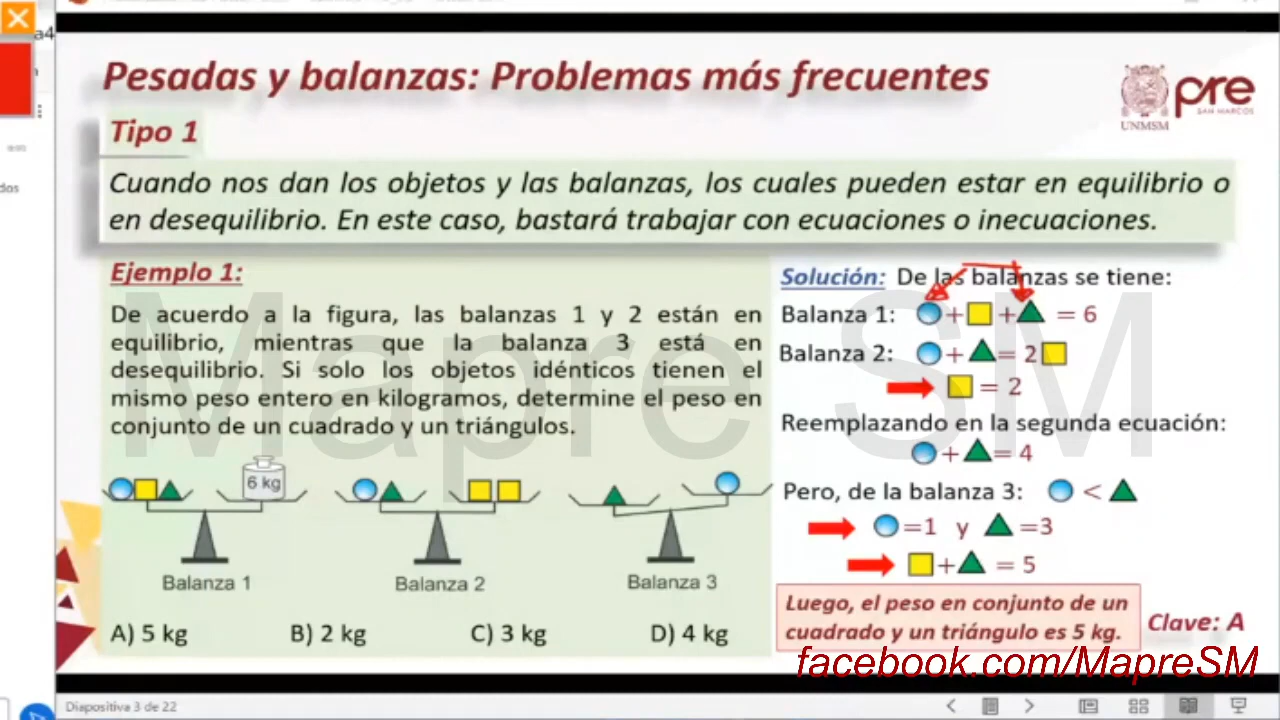 a4
Pesadas y balanzas: Problemas más frecuentes
UNMSM
pre
SAN MARCOS
Tipo 1
Cuando nos dan los objetos y las balanzas, los cuales pueden estar en equilibrio o
en desequilibrio. En este caso, bastará trabajar con ecuaciones o inecuaciones.
Ejemplo 1:
De acuerdo a la figura, las balanzas 1 y 2 están en
equilibrio, mientras que la balanza 3 está en
desequilibrio. Si solo los objetos idénticos tienen el
mismo peso entero en kilogramos, determine el peso en
conjunto de un cuadrado y un triángulos.
6 kg
Balanza 1
Balanza 2
Balanza 3
A) 5 kg B) 2 kg C) 3 kg D) 4 kg
Solución: De las balanzas se tiene:
Balanza 1: + + = 6
Balanza 2: + = 2
= 2
Reemplazando en la segunda ecuación:
+ = 4
Pero, de la balanza 3: <
=1 y =3
+ = 5
Luego, el peso en conjunto de un
cuadrado y un triángulo es 5 kg.
Clave: A
Mapre SM
facebook.com/MapreSM
dos
Diapositiva 3 de 22